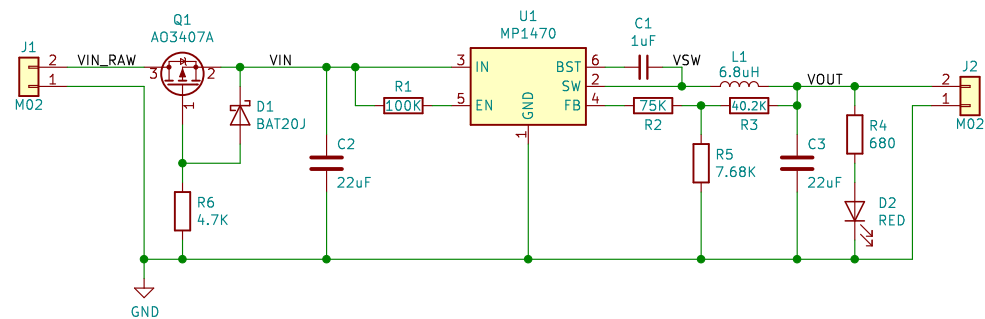 J1
2
1
M02
VIN_RAW
Q1
AO3407A
3
2
1
VIN
D1
BAT20J
R6
4.7K
GND
C2
22uF
R1
100K
U1
MP1470
3
IN
5
EN
GND
1
BST
6
SW
2
FB
4
C1
1uF
VSW
L1
6.8uH
75K
R2
40.2K
R3
R5
7.68K
VOUT
C3
22uF
R4
680
D2
RED
J2
2
1
M02